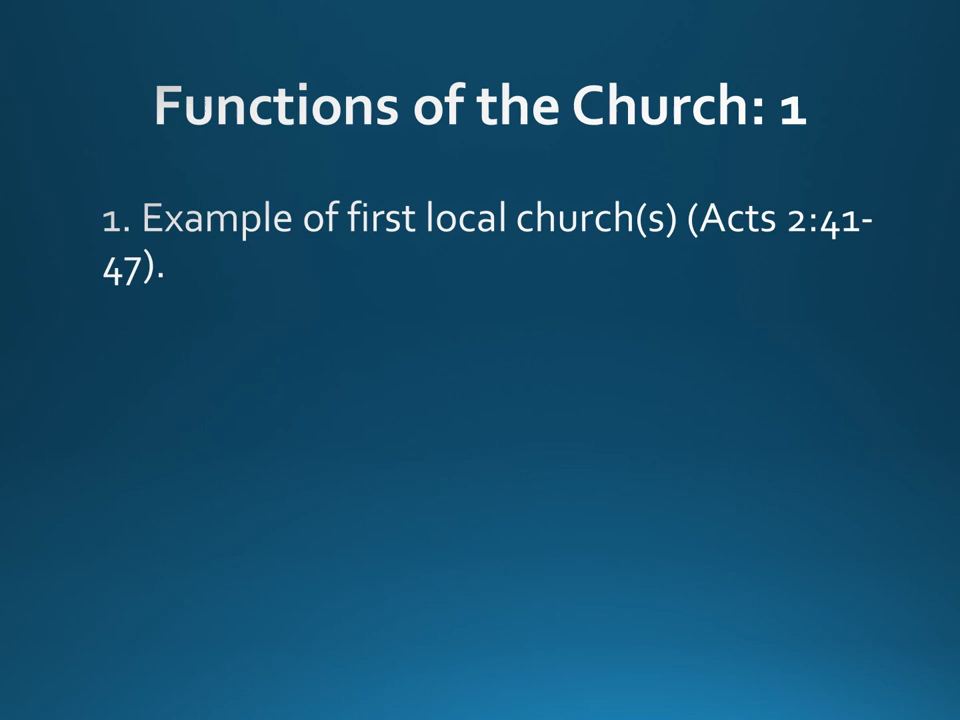 Functions of the Church: 1
1. Example of first local church(s) (Acts 2:41-
47).